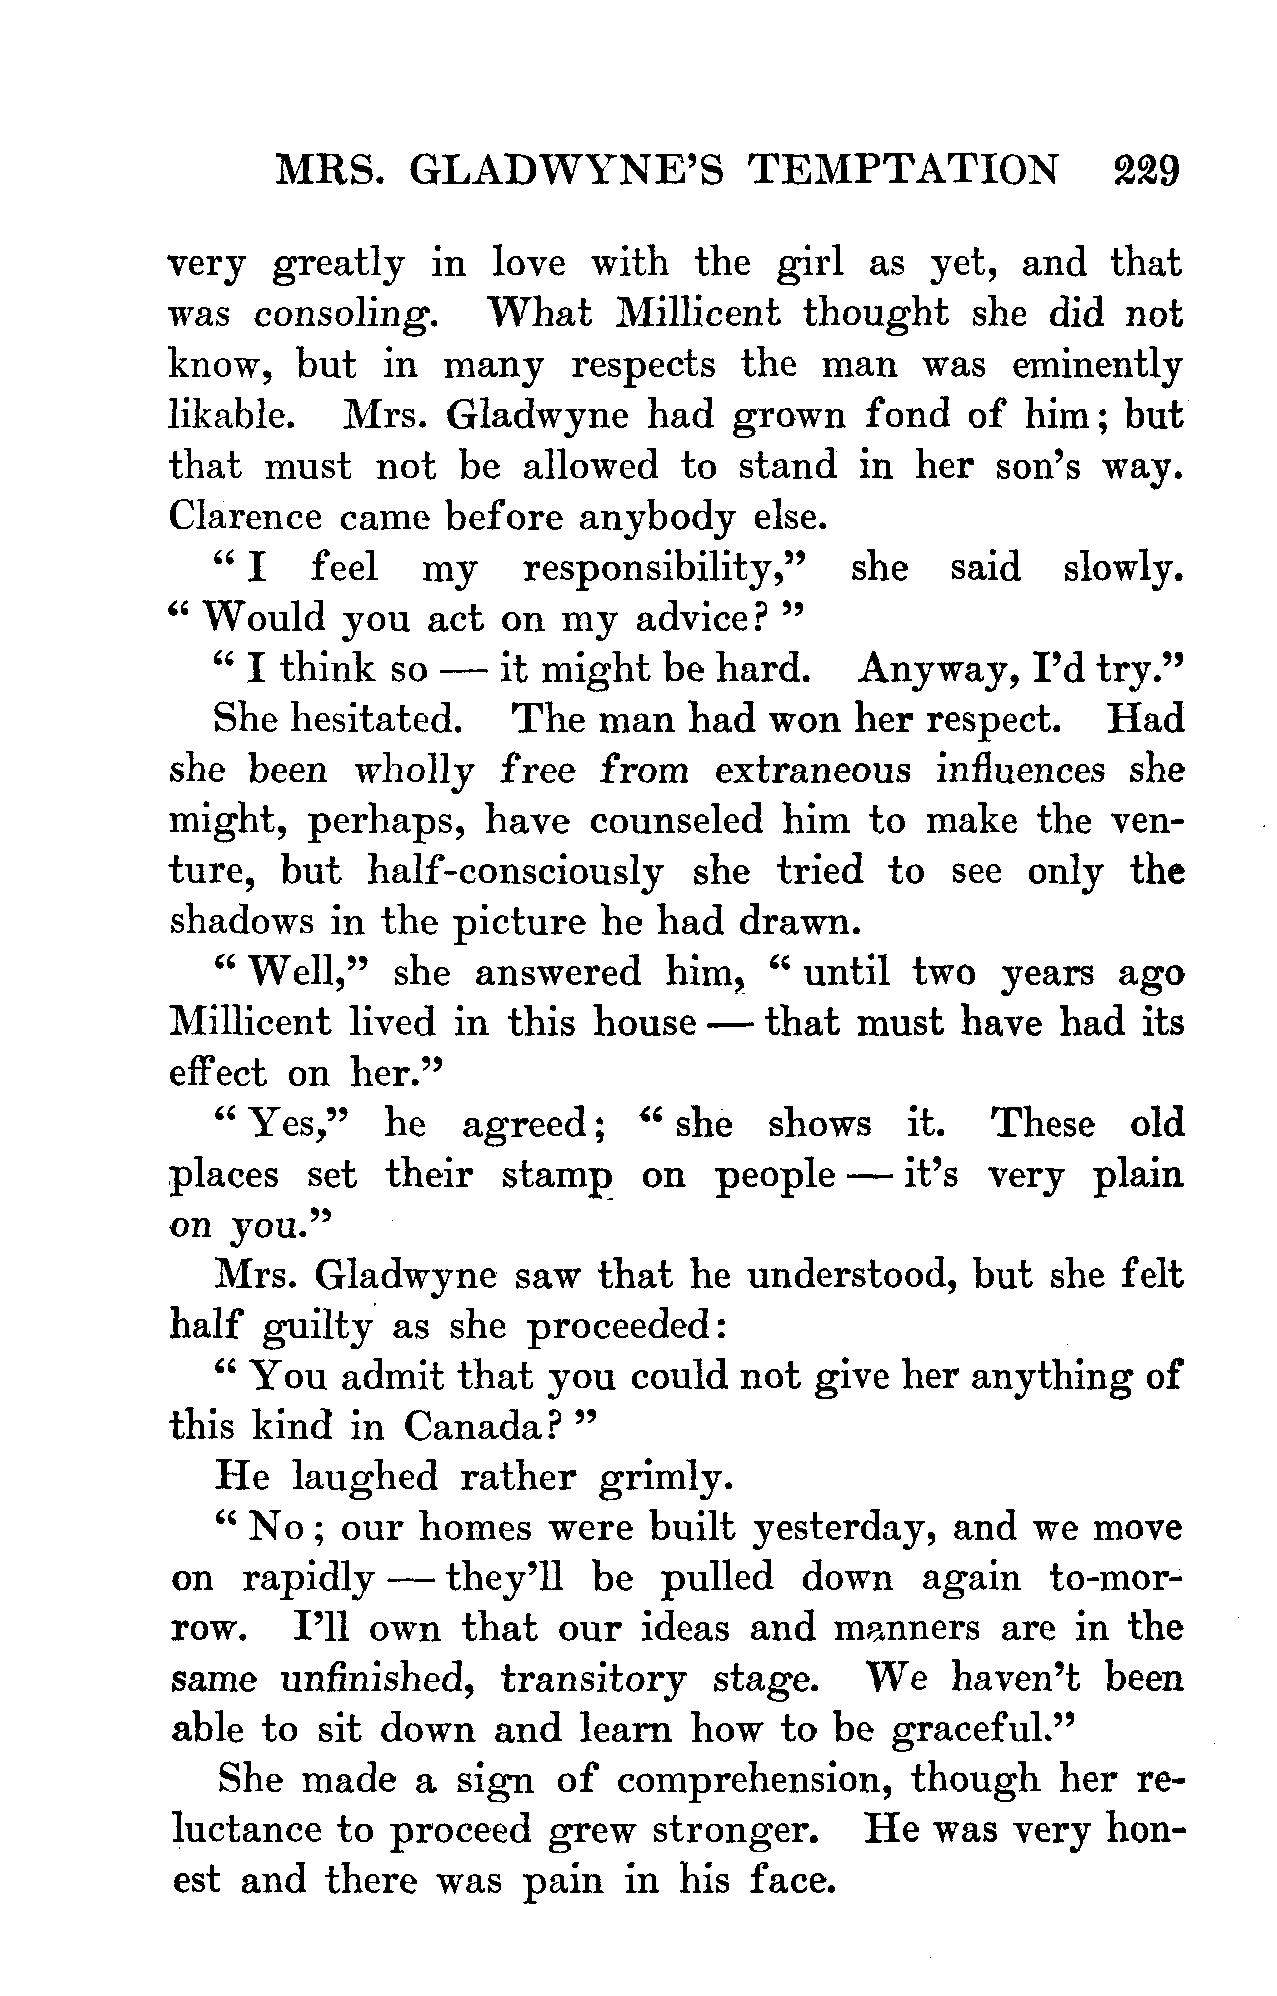 MRS. GLADWYNE'S TEMPTATION 229
very greatly in love with the girl as yet, and that
was consoling. What Millicent thought she did not
know, but in many respects the man was eminently
likable. Mrs. Gladwyne had grown fond of him; but
that must not be allowed to stand in her son's way.
Clarence came before anybody else.
" I feel my responsibility," she said slowly.
" Would you act on my advice? "
" I think so — it might be hard. Anyway, I'd try."
She hesitated. The man had won her respect. Had
she been wholly free from extraneous influences she
might, perhaps, have counseled him to make the ven-
ture, but half-consciously she tried to see only the
shadows in the picture he had drawn.
" Well," she answered him, " until two years ago
Millicent lived in this house — that must have had its
effect on her."
" Yes," he agreed; " she shows it. These old
places set their stamp on people — it's very plain
on you."
Mrs. Gladwyne saw that he understood, but she felt
half guilty as she proceeded:
" You admit that you could not give her anything of
this kind in Canada? "
He laughed rather grimly.
" No; our homes were built yesterday, and we move
on rapidly — they'll be pulled down again to-mor-
row. I'll own that our ideas and manners are in the
same unfinished, transitory stage. We haven't been
able to sit down and learn how to be graceful."
She made a sign of comprehension, though her re-
luctance to proceed grew stronger. He was very hon-
est and there was pain in his face.